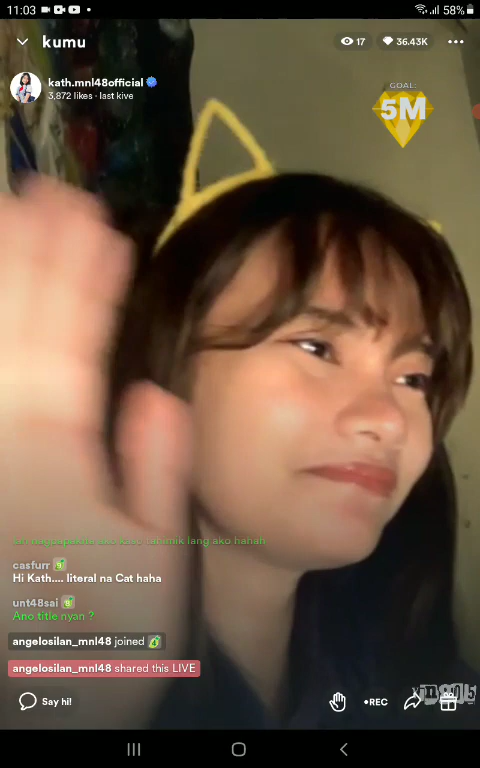 11:03
58%
kumu
17
36.43K
kath.mnl48official
3,872 likes · last kive
GOAL:
5M
lang ako hahah
casfurr
Hi Kath.... literal na Cat haha
unt48sai
Ano title nyan ?
angelosilan_mnl48 joined
angelosilan_mnl48 shared this LIVE
Say hi!
•REC